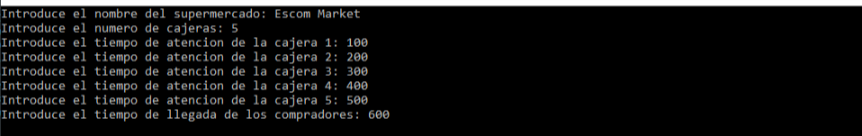 Introduce el nombre del supermercado: Escom Market
Introduce el numero de cajeras: 5
Introduce el tiempo de atencion de la cajera 1: 100
Introduce el tiempo de atencion de la cajera 2: 200
Introduce el tiempo de atencion de la cajera 3: 300
Introduce el tiempo de atencion de la cajera 4: 400
Introduce el tiempo de atencion de la cajera 5: 500
Introduce el tiempo de llegada de los compradores: 600